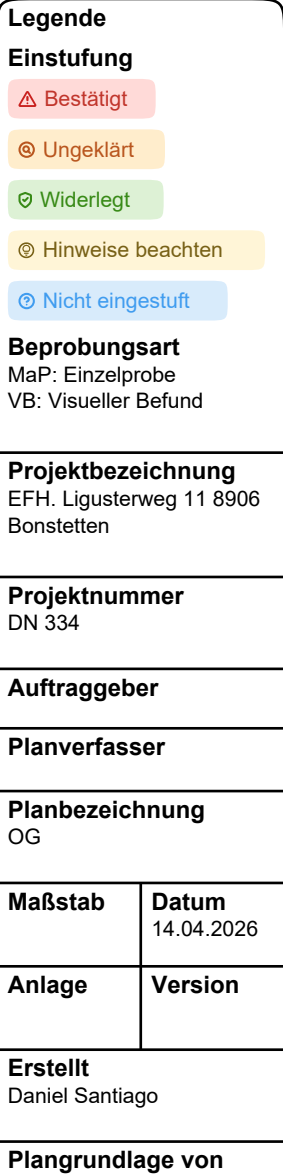 Legende
Einstufung
Bestätigt
Ungeklärt
Widerlegt
Hinweise beachten
Nicht eingestuft
Beprobungsart
MaP: Einzelprobe
VB: Visueller Befund
Projektbezeichnung
EFH. Ligusterweg 11 8906
Bonstetten
Projektnummer
DN 334
Auftraggeber
Planverfasser
Planbezeichnung
OG
Maßstab
Datum
14.04.2026
Anlage
Version
Erstellt
Daniel Santiago
Plangrundlage von